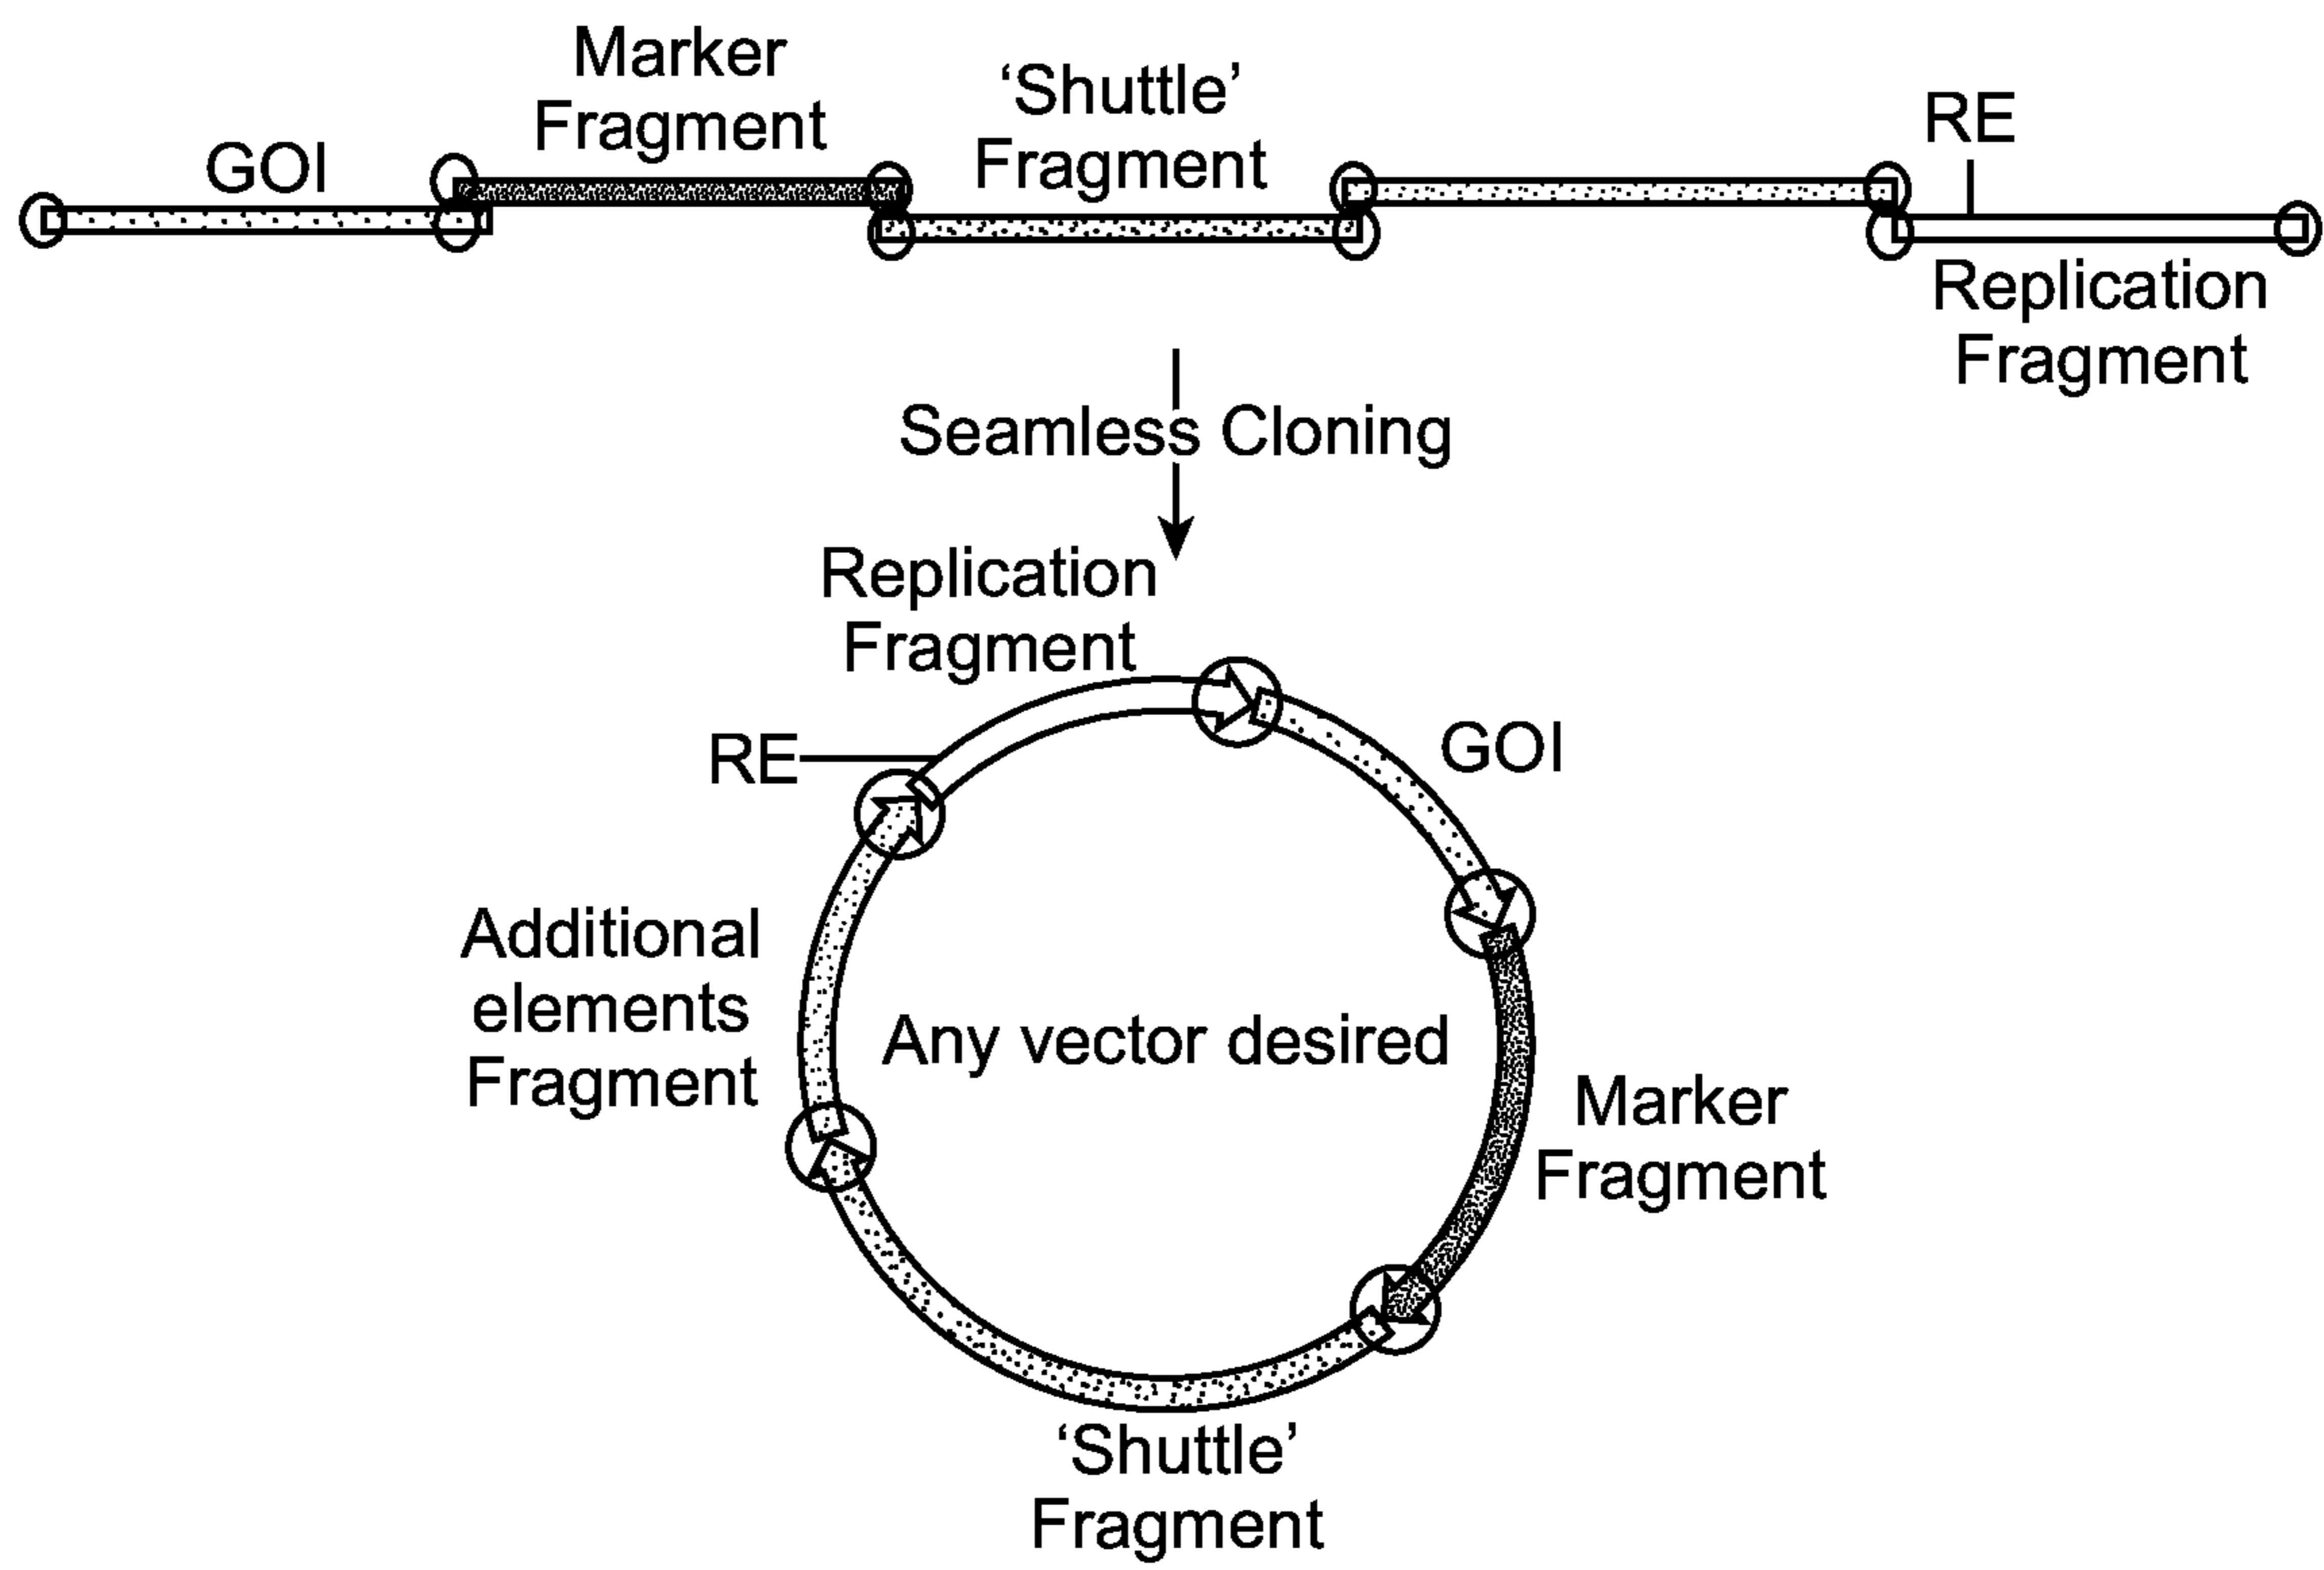 GOI
Marker
Fragment
‘Shuttle’
Fragment
RE
Replication
Fragment
Seamless Cloning
Replication
Fragment
RE
GOI
Additional
elements
Fragment
Any vector desired
Marker
Fragment
‘Shuttle’
Fragment